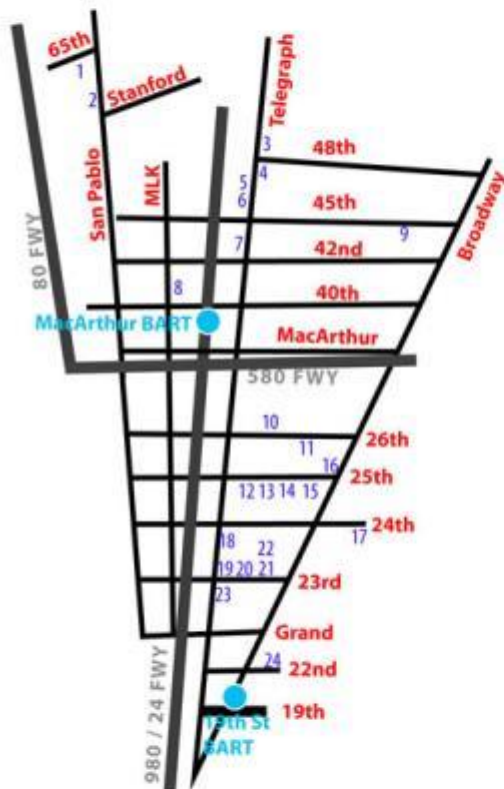 65th
1
2
Stanford
Telegraph
3
48th
4
5
6
San Pablo
MLK
45th
Broadway
9
7
42nd
80 FWY
8
40th
MacArthur BART
MacArthur
580 FWY
10
26th
11
16
25th
12 13 14 15
24th
17
18
22
19 20 21
23rd
23
Grand
24
22nd
980 / 24 FWY
19th
19th St
BART